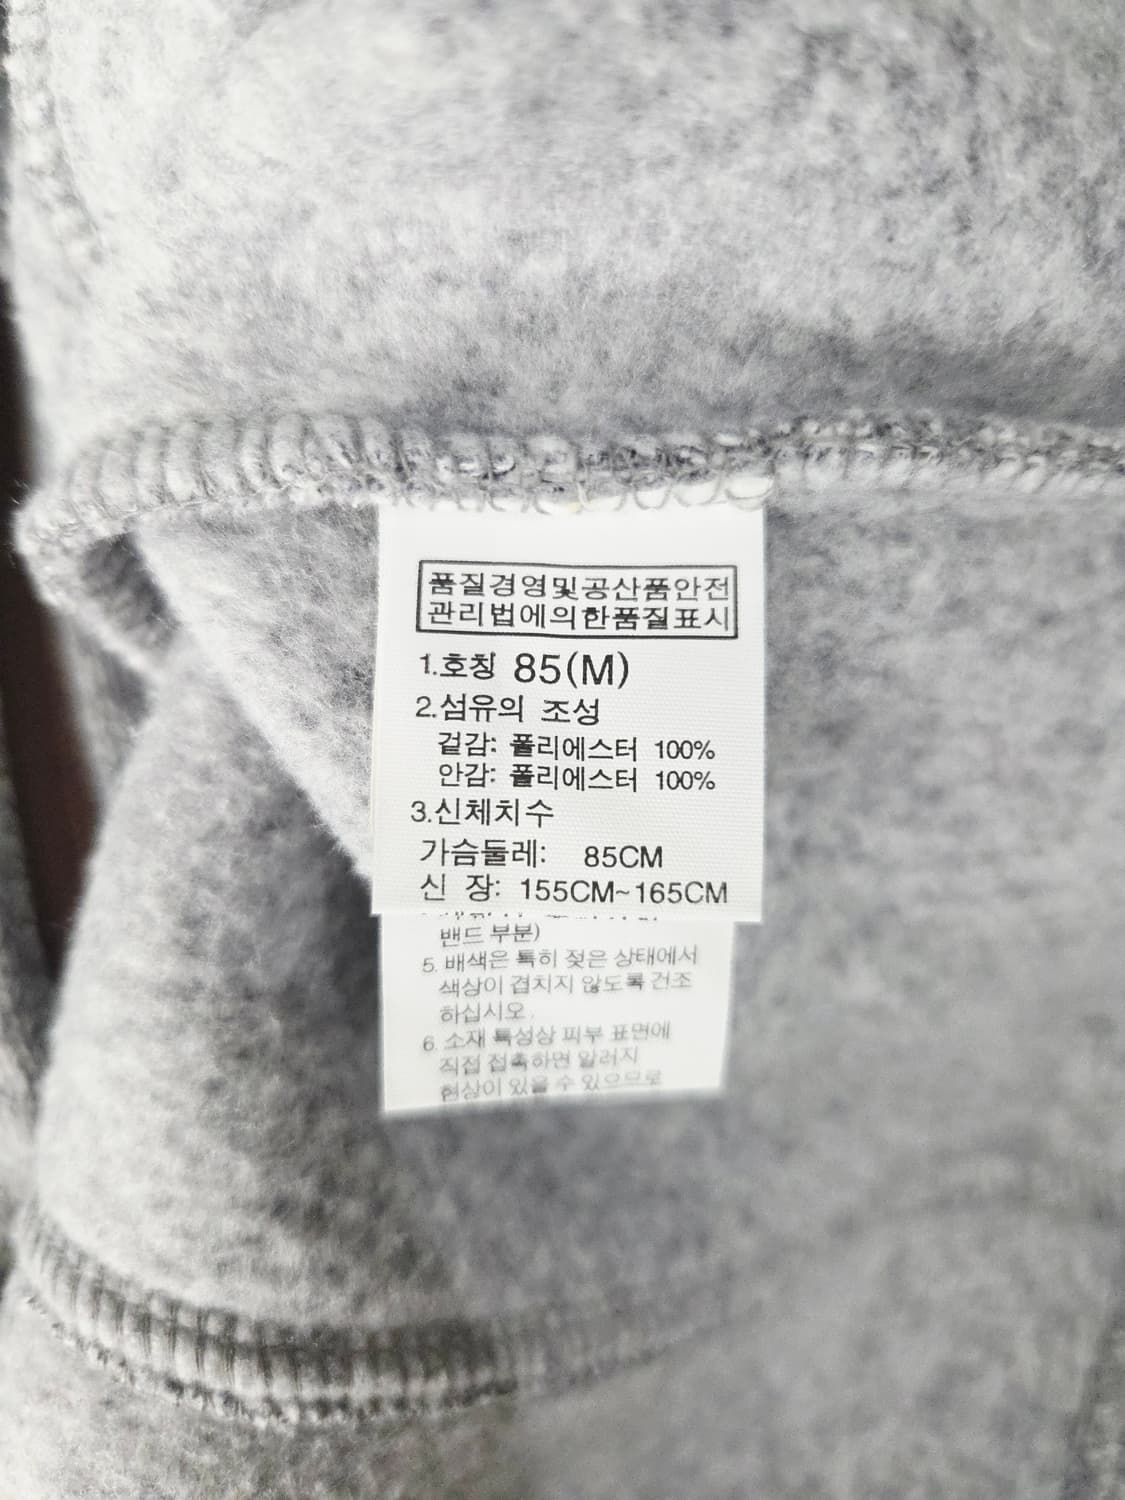 품질경영및공산품안전
관리법에의한품질표시
1.호칭 85(M)
2.섬유의 조성
겉감: 폴리에스터 100%
안감: 폴리에스터 100%
3.신체치수
가슴둘레: 85CM
신 장: 155CM~165CM
밴드 부분)
5. 배색은 특히 젖은 상태에서
색상이 겹치지 않도록 건조
하십시오.
6. 소재 특성상 피부 표면에
직접 접촉하면 알러지
현상이 있을 수 있으므로